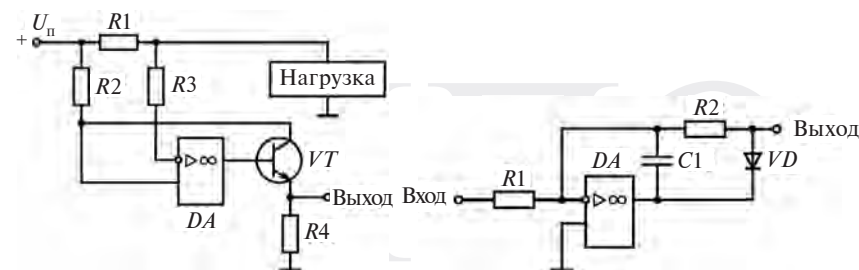 + Uп
R1
R2
R3
Нагрузка
▷∞
VT
DA
Выход
R4
R2
Выход
DA
C1
VD
R1
Вход
▷∞